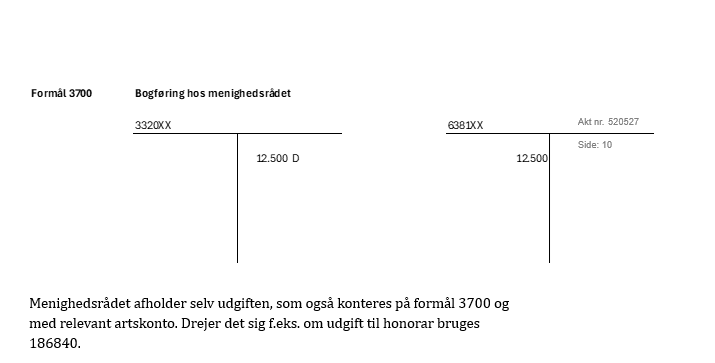 Formål 3700 Bogføring hos menighedsrådet
3320XX 6381XX Akt nr. 520527
Side: 10
12.500 D 12.500
Menighedsrådet afholder selv udgiften, som også konteres på formål 3700 og
med relevant artskonto. Drejer det sig f.eks. om udgift til honorar bruges
186840.